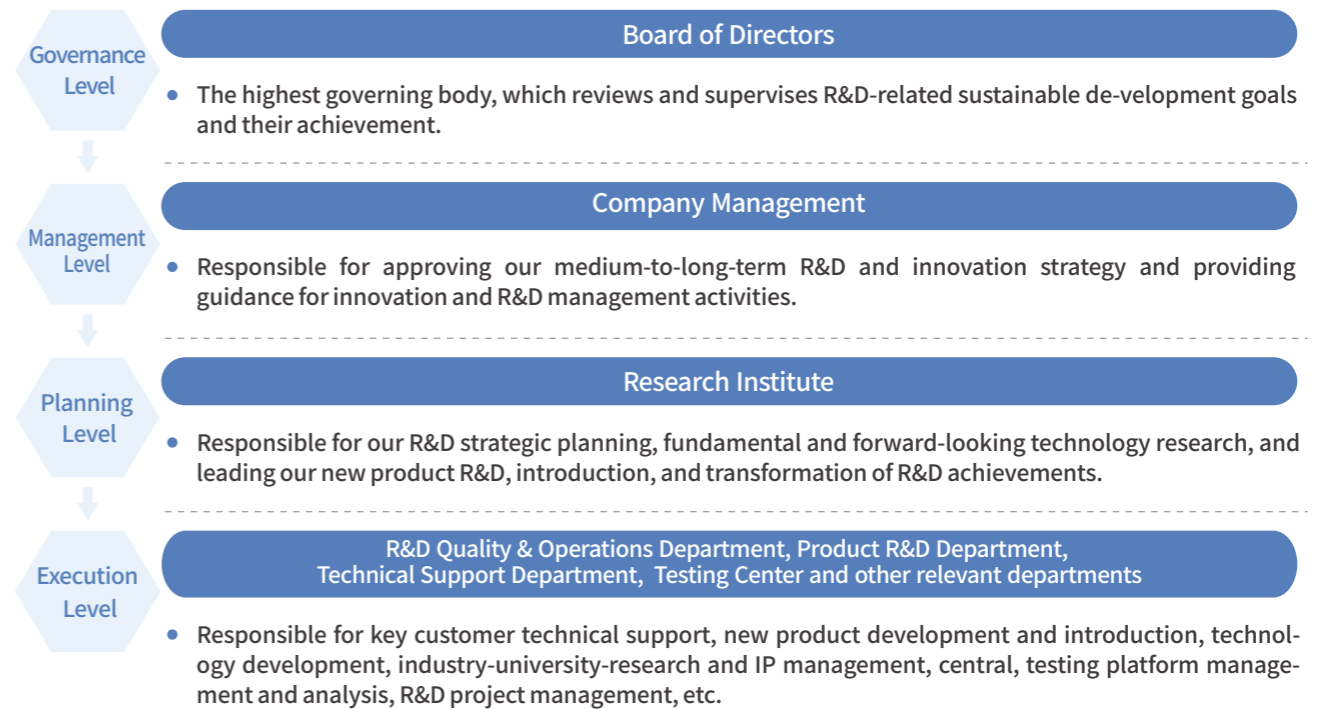 Governance
Level
Board of Directors
• The highest governing body, which reviews and supervises R&D-related sustainable de-velopment goals
and their achievement.
Management
Level
Company Management
• Responsible for approving our medium-to-long-term R&D and innovation strategy and providing
guidance for innovation and R&D management activities.
Planning
Level
Research Institute
• Responsible for our R&D strategic planning, fundamental and forward-looking technology research, and
leading our new product R&D, introduction, and transformation of R&D achievements.
Execution
Level
R&D Quality & Operations Department, Product R&D Department,
Technical Support Department, Testing Center and other relevant departments
• Responsible for key customer technical support, new product development and introduction, technol-
ogy development, industry-university-research and IP management, central, testing platform manage-
ment and analysis, R&D project management, etc.